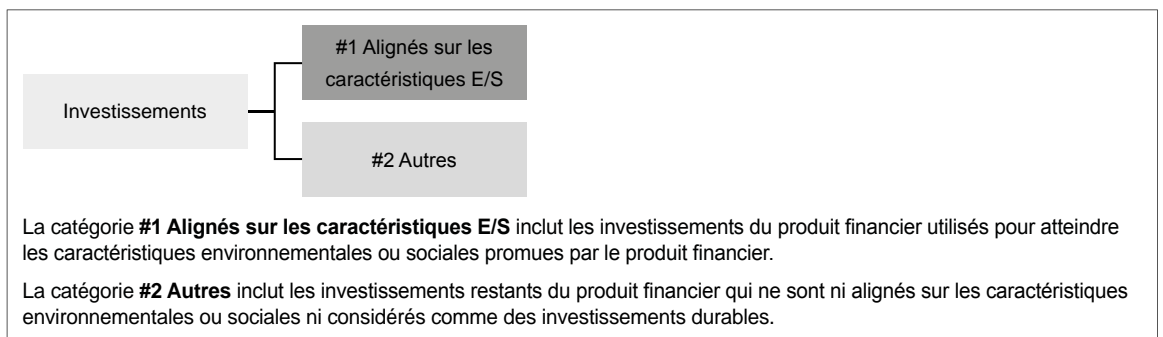 #1 Alignés sur les
caractéristiques E/S
Investissements
#2 Autres
La catégorie #1 Alignés sur les caractéristiques E/S inclut les investissements du produit financier utilisés pour atteindre
les caractéristiques environnementales ou sociales promues par le produit financier.
La catégorie #2 Autres inclut les investissements restants du produit financier qui ne sont ni alignés sur les caractéristiques
environnementales ou sociales ni considérés comme des investissements durables.